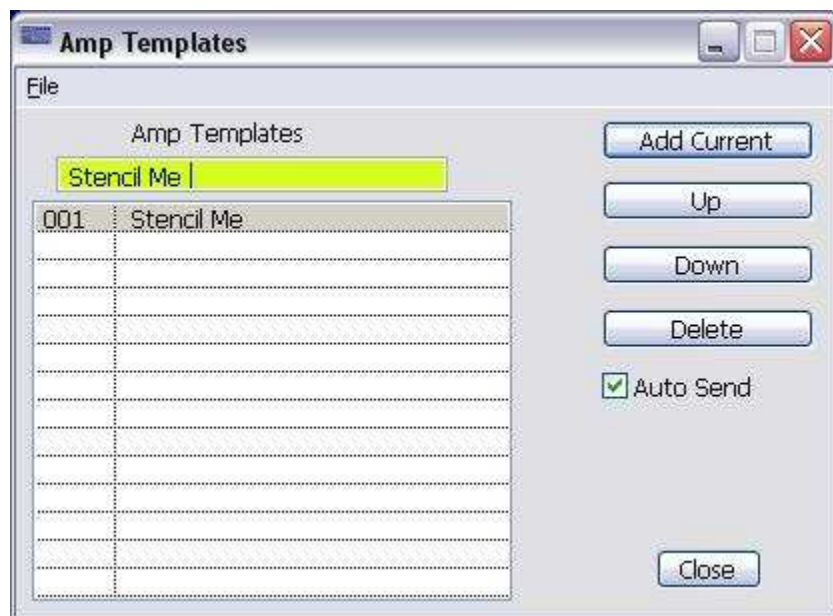 Amp Templates
File
Amp Templates
Stencil Me
001 Stencil Me
Add Current
Up
Down
Delete
Auto Send
Close